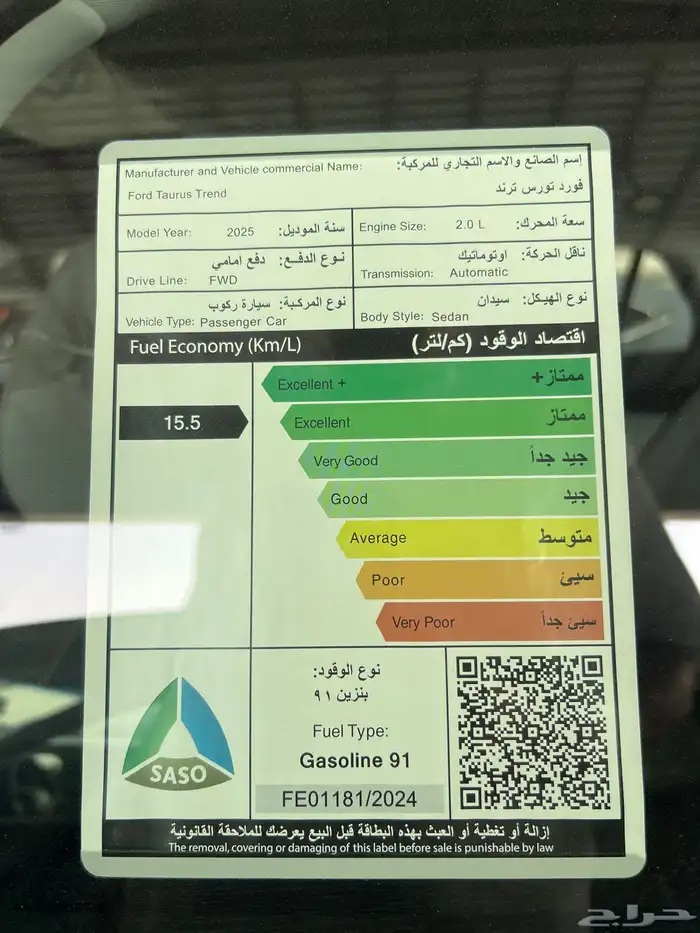 Manufacturer and Vehicle commercial Name: إسم الصانع والاسم التجاري للمركبة:
Ford Taurus Trend فورد تورس ترند
Model Year: 2025 سنة الموديل:
Engine Size: 2.0 L سعة المحرك:
نوع الدفع: دفع امامي
Drive Line: FWD
ناقل الحركة: اوتوماتيك
Transmission: Automatic
نوع المركبة: سيارة ركوب
Vehicle Type: Passenger Car
نوع الهيكل: سيدان
Body Style: Sedan
Fuel Economy (Km/L) اقتصاد الوقود (كم/لتر)
Excellent + ممتاز+
15.5
Excellent ممتاز
Very Good جيد جداً
Good جيد
Average متوسط
Poor سيئ
Very Poor سيئ جداً
SASO
نوع الوقود:
بنزين ٩١
Fuel Type:
Gasoline 91
FE01181/2024
إزالة أو تغطية أو العبث بهذه البطاقة قبل البيع يعرضك للملاحقة القانونية
The removal, covering or damaging of this label before sale is punishable by law
حراج